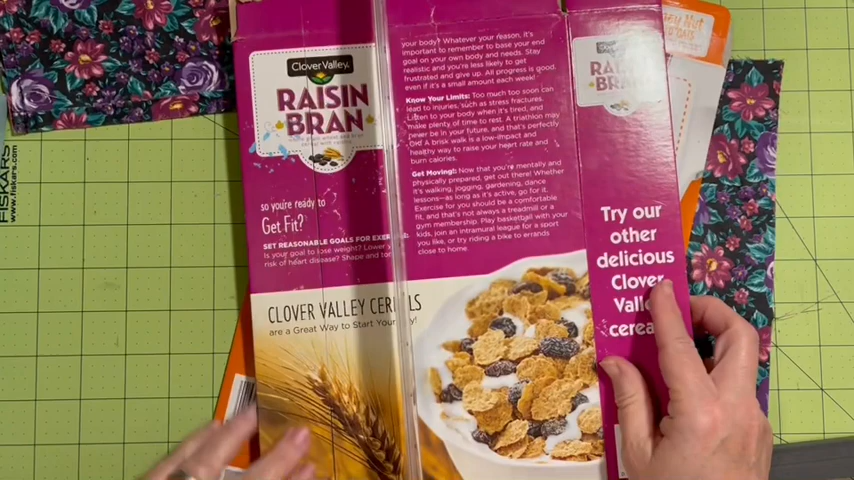 Clover Valley.
RAISIN
BRAN
so you're ready to
Get Fit?
SET REASONABLE GOALS FOR
Is your goal to lose weight? Lower
risk of heart disease? Shape and
CLOVER VALLEY
are a Great Way to Start
your body? Whatever your reason, it's
important to remember to base your end
goal on your own body and needs. Stay
realistic and you're less likely to get
frustrated and give up. All progress is good,
even if it's a small amount each week!
Know Your Limits: Too much too soon can
lead to injuries, such as stress fractures.
Listen to your body when it's tired, and
make plenty of time to rest. A triathlon may
never be in your future, and that's perfectly
A brisk walk is a low-impact and
healthy way to raise your heart rate and
burn calories.
Get Moving!: Now that you're mentally and
physically prepared, get out there! Whether
it's walking, jogging, gardening, dance
lessons—as long as it's active, go for it.
Exercise for you should be a comfortable
fit, and that's not always a treadmill or a
gym membership. Play basketball with your
kids, join an intramural league for a sport
you like, or try riding a bike to errands
close to home.
Try our
other
delicious
Clover
cerea
FISKARS
www.fis